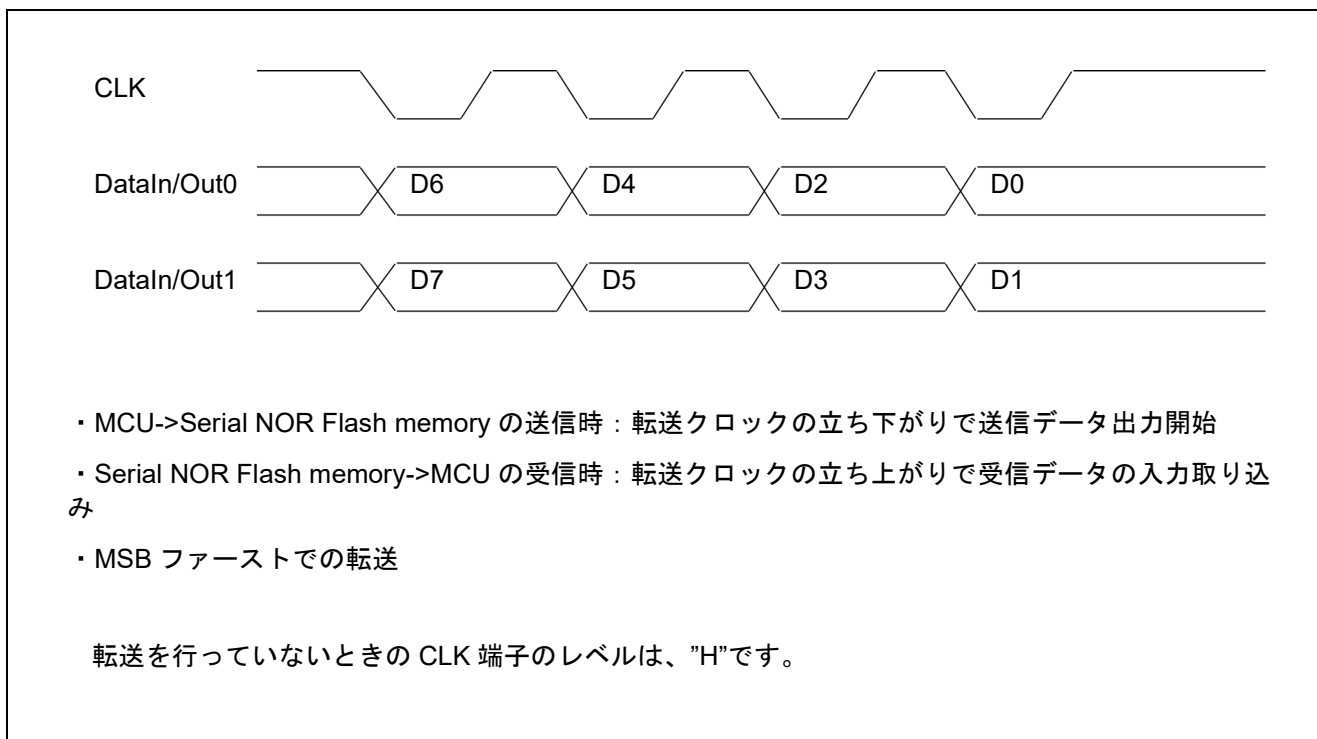 CLK
DataIn/Out0 D6 D4 D2 D0
DataIn/Out1 D7 D5 D3 D1
・MCU->Serial NOR Flash memory の送信時：転送クロックの立ち下がりで送信データ出力開始
・Serial NOR Flash memory->MCU の受信時：転送クロックの立ち上がりで受信データの入力取り込
み
・MSB ファーストでの転送
転送を行っていないときの CLK 端子のレベルは、”H”です。